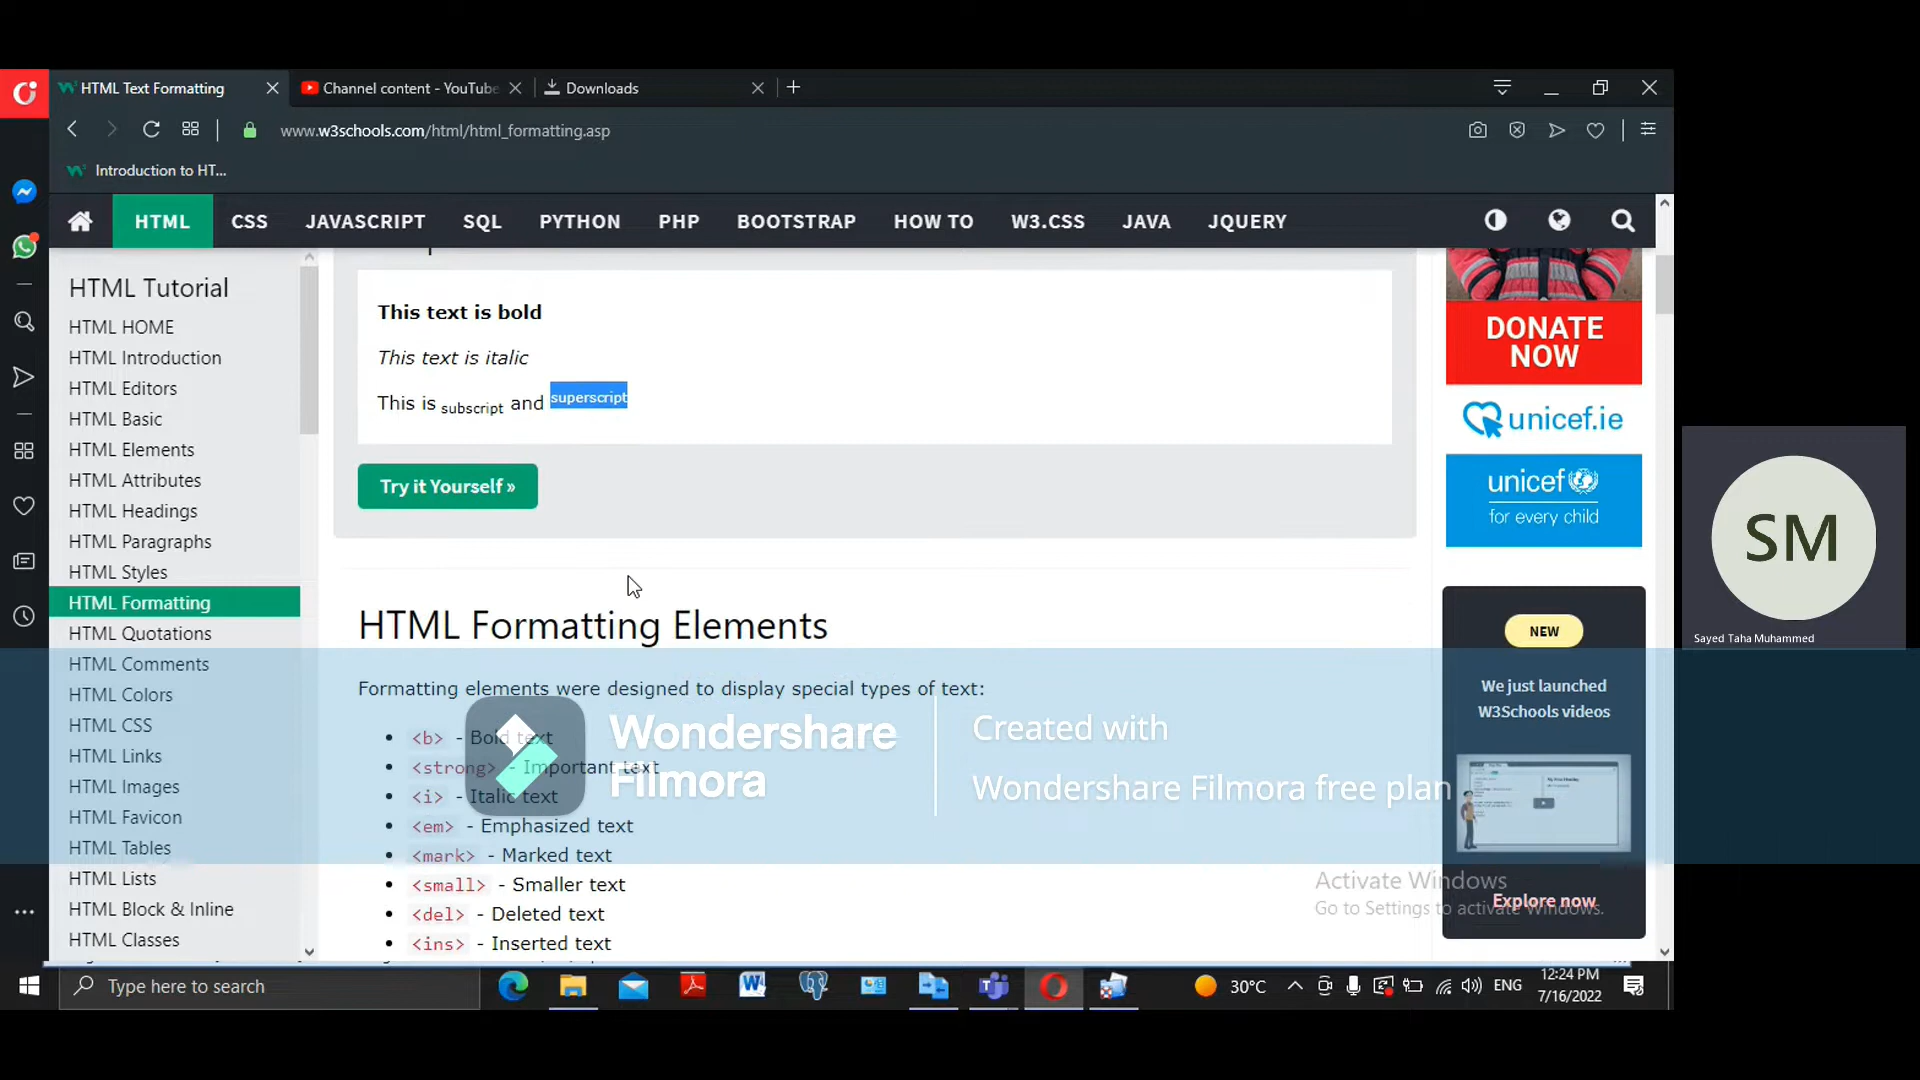 HTML Text Formatting
Channel content - YouTube
Downloads
www.w3schools.com/html/html_formatting.asp
Introduction to HT...
HTML CSS JAVASCRIPT SQL PYTHON PHP BOOTSTRAP HOW TO W3.CSS JAVA JQUERY
HTML Tutorial
HTML HOME
HTML Introduction
HTML Editors
HTML Basic
HTML Elements
HTML Attributes
HTML Headings
HTML Paragraphs
HTML Styles
HTML Formatting
HTML Quotations
HTML Comments
HTML Colors
HTML CSS
HTML Links
HTML Images
HTML Favicon
HTML Tables
HTML Lists
HTML Block & Inline
HTML Classes
This text is bold
This text is italic
This is subscript and superscript
Try it Yourself »
HTML Formatting Elements
Formatting elements were designed to display special types of text:
<b> - Bold text
<strong> - Important text
<i> - Italic text
<em> - Emphasized text
<mark> - Marked text
<small> - Smaller text
<del> - Deleted text
<ins> - Inserted text
Wondershare
Filmora
Created with
Wondershare Filmora free plan
DONATE
NOW
unicef.ie
unicef
for every child
NEW
We just launched
W3Schools videos
Explore now
Activate Windows
Go to Settings to activate Windows.
SM
Sayed Taha Muhammed
Type here to search
30°C
ENG
12:24 PM
7/16/2022